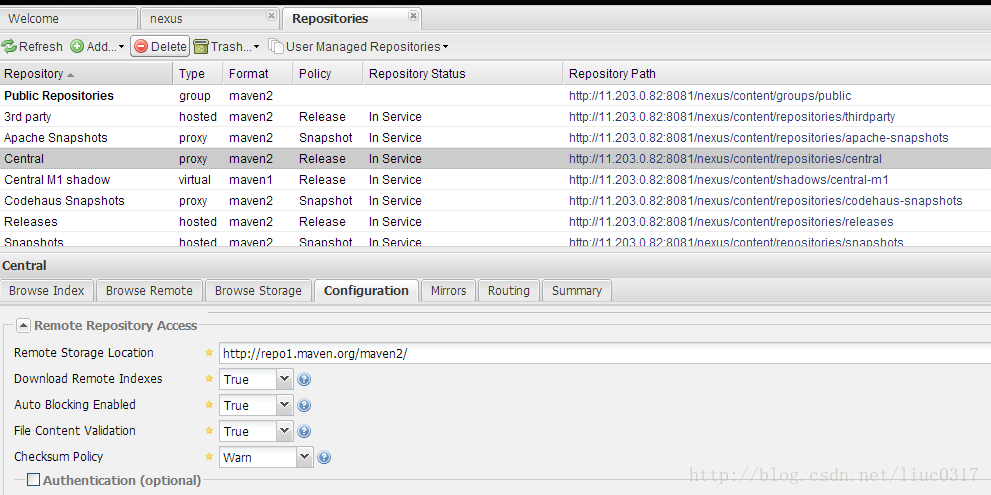 Welcome nexus Repositories
Refresh Add... Delete Trash... User Managed Repositories
Repository Type Format Policy Repository Status Repository Path
Public Repositories group maven2 http://11.203.0.82:8081/nexus/content/groups/public
3rd party hosted maven2 Release In Service http://11.203.0.82:8081/nexus/content/repositories/thirdparty
Apache Snapshots proxy maven2 Snapshot In Service http://11.203.0.82:8081/nexus/content/repositories/apache-snapshots
Central proxy maven2 Release In Service http://11.203.0.82:8081/nexus/content/repositories/central
Central M1 shadow virtual maven1 Release In Service http://11.203.0.82:8081/nexus/content/shadows/central-m1
Codehaus Snapshots proxy maven2 Snapshot In Service http://11.203.0.82:8081/nexus/content/repositories/codehaus-snapshots
Releases hosted maven2 Release In Service http://11.203.0.82:8081/nexus/content/repositories/releases
Snapshots hosted maven2 Snapshot In Service http://11.203.0.82:8081/nexus/content/repositories/snapshots
Central
Browse Index Browse Remote Browse Storage Configuration Mirrors Routing Summary
Remote Repository Access
Remote Storage Location http://repo1.maven.org/maven2/
Download Remote Indexes True
Auto Blocking Enabled True
File Content Validation True
Checksum Policy Warn
Authentication (optional)
http://blog.csdn.net/liuc0317